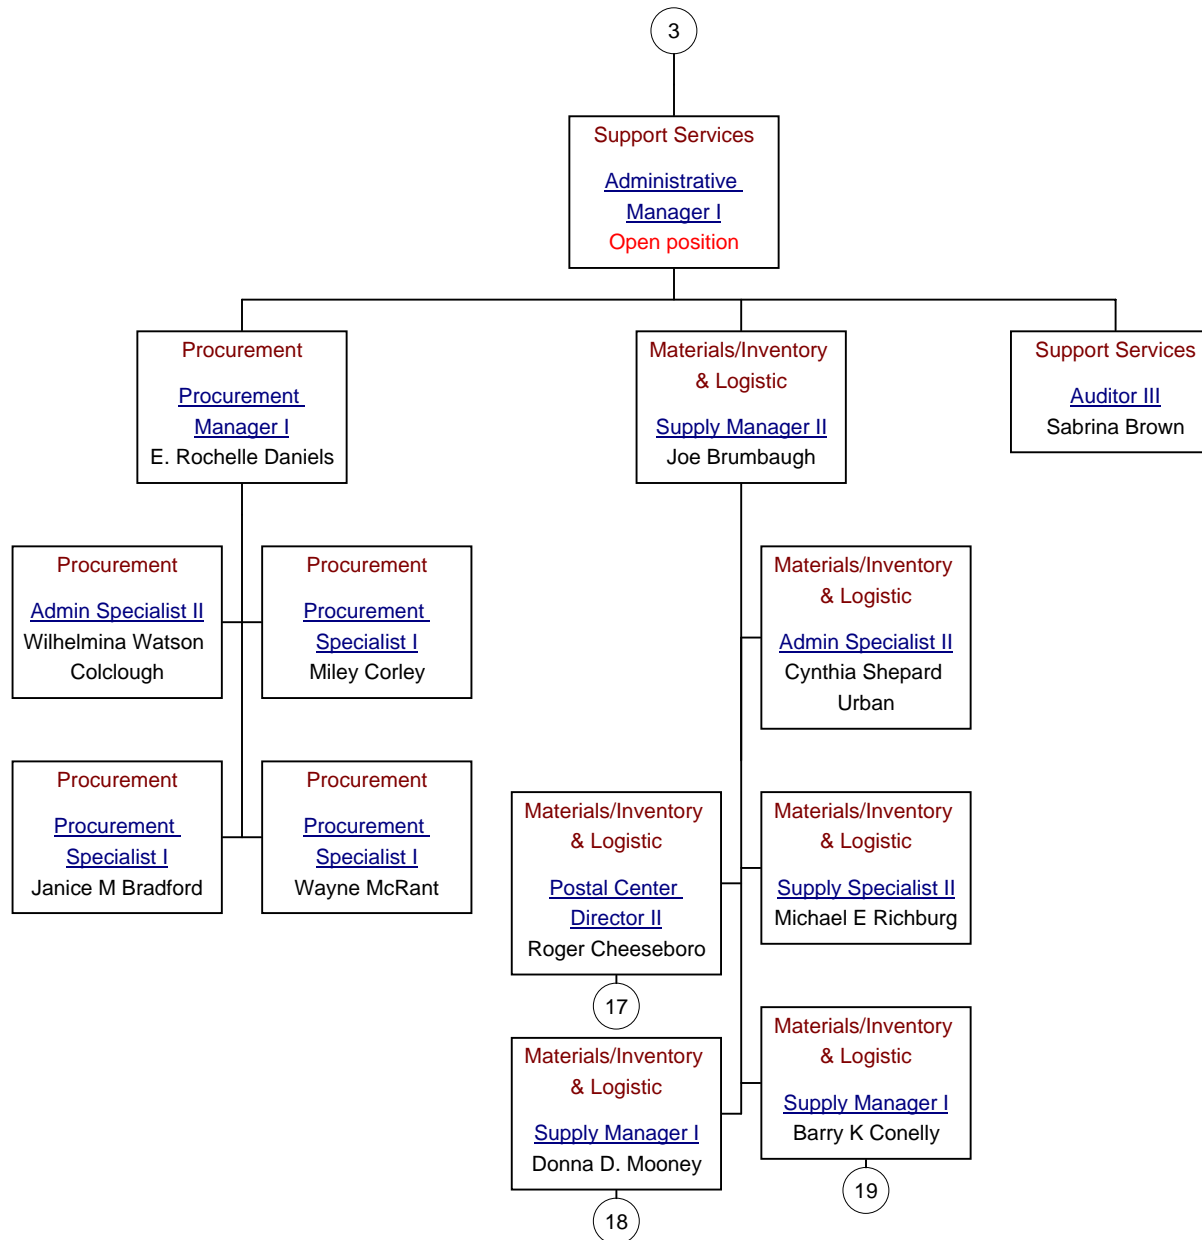 3
Support Services
Administrative
Manager I
Open position
Procurement
Procurement
Manager I
E. Rochelle Daniels
Materials/Inventory
& Logistic
Supply Manager II
Joe Brumbaugh
Support Services
Auditor III
Sabrina Brown
Procurement
Admin Specialist II
Wilhelmina Watson
Colclough
Procurement
Procurement
Specialist I
Miley Corley
Materials/Inventory
& Logistic
Admin Specialist II
Cynthia Shepard
Urban
Procurement
Procurement
Specialist I
Janice M Bradford
Procurement
Procurement
Specialist I
Wayne McRant
Materials/Inventory
& Logistic
Postal Center
Director II
Roger Cheeseboro
17
Materials/Inventory
& Logistic
Supply Specialist II
Michael E Richburg
Materials/Inventory
& Logistic
Supply Manager I
Donna D. Mooney
18
Materials/Inventory
& Logistic
Supply Manager I
Barry K Conelly
19